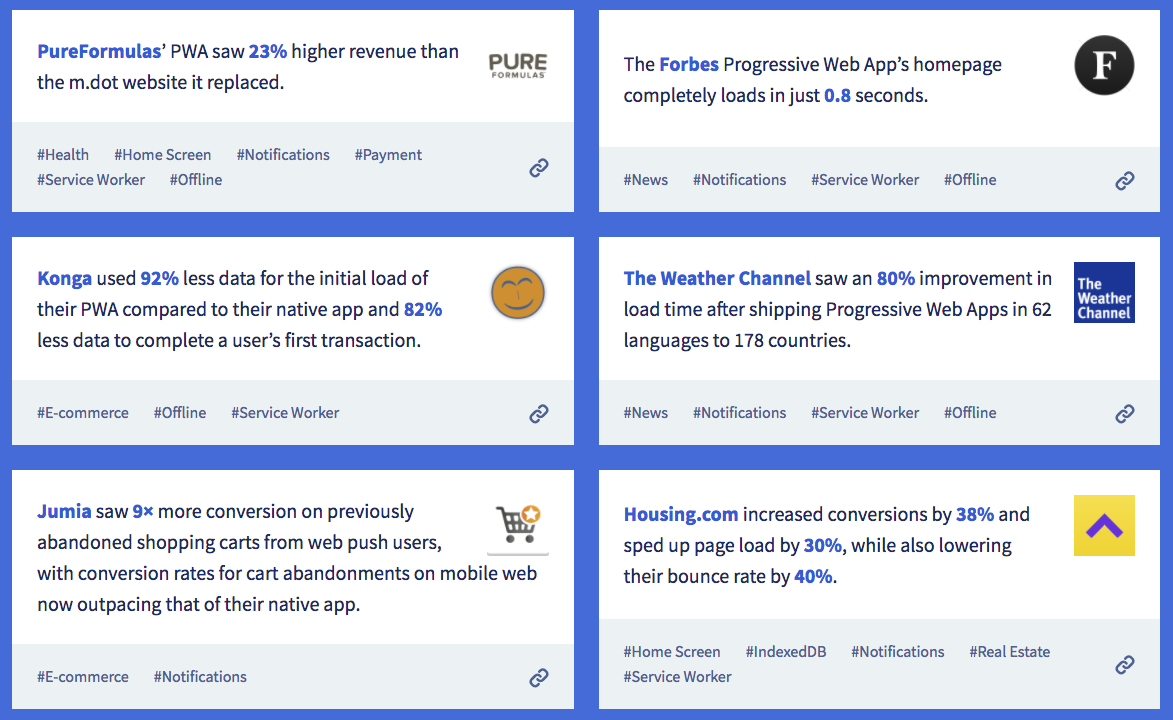 PureFormulas’ PWA saw 23% higher revenue than
the m.dot website it replaced.
PURE
FORMULAS
#Health #Home Screen #Notifications #Payment
#Service Worker #Offline
The Forbes Progressive Web App’s homepage
completely loads in just 0.8 seconds.
F
#News #Notifications #Service Worker #Offline
Konga used 92% less data for the initial load of
their PWA compared to their native app and 82%
less data to complete a user’s first transaction.
#E-commerce #Offline #Service Worker
The Weather Channel saw an 80% improvement in
load time after shipping Progressive Web Apps in 62
languages to 178 countries.
The
Weather
Channel
#News #Notifications #Service Worker #Offline
Jumia saw 9× more conversion on previously
abandoned shopping carts from web push users,
with conversion rates for cart abandonments on mobile web
now outpacing that of their native app.
#E-commerce #Notifications
Housing.com increased conversions by 38% and
sped up page load by 30%, while also lowering
their bounce rate by 40%.
#Home Screen #IndexedDB #Notifications #Real Estate
#Service Worker